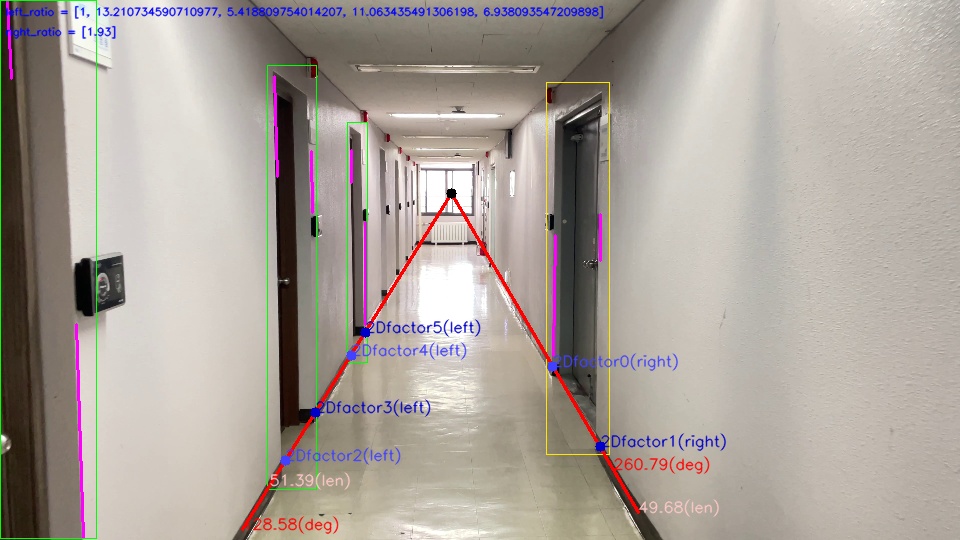 left_ratio = [1, 13.210734590710977, 5.418809754014207, 11.063435491306198, 6.938093547209898]
right_ratio = [1.93]
2Dfactor5(left)
2Dfactor4(left)
2Dfactor0(right)
2Dfactor3(left)
2Dfactor1(right)
2Dfactor2(left)
260.79(deg)
51.39(len)
49.68(len)
28.58(deg)